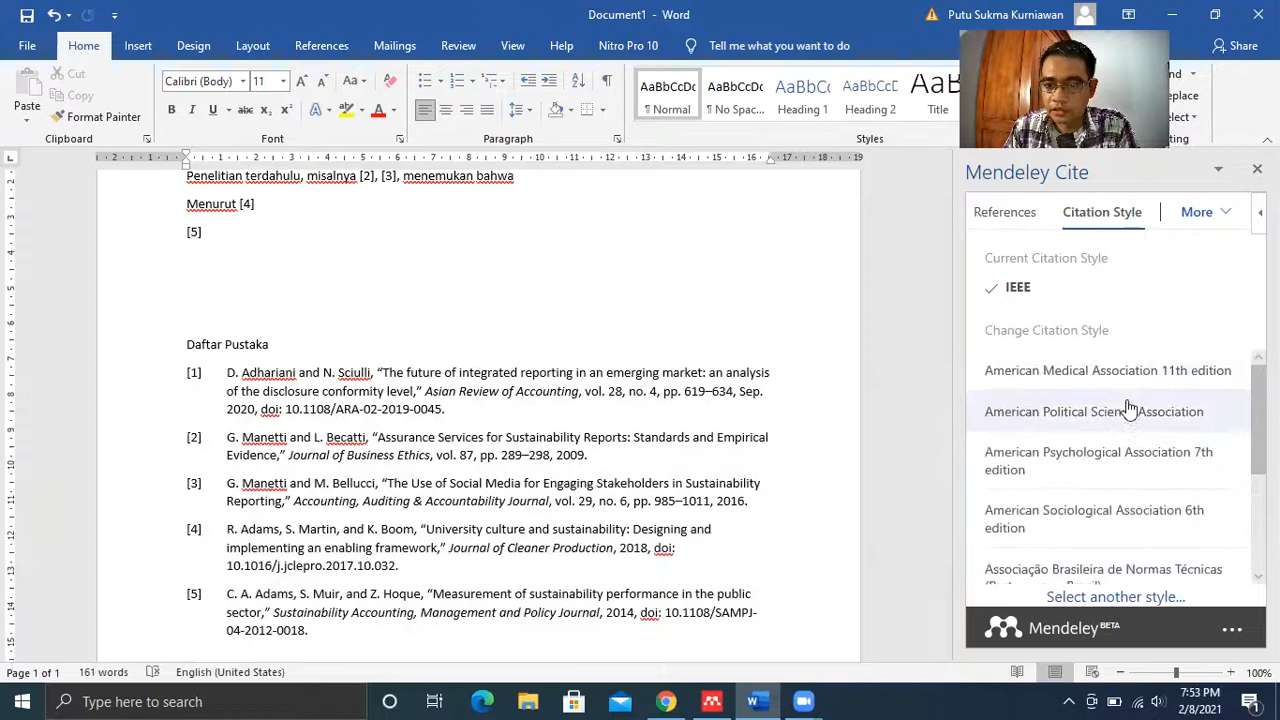 Document1 - Word
Putu Sukma Kurniawan
File Home Insert Design Layout References Mailings Review View Help Nitro Pro 10 Tell me what you want to do Share
Paste
Cut
Copy
Format Painter
Calibri (Body) 11
AaBbCcDc AaBbCcDc AaBbCc AaBbCcD
¶ Normal ¶ No Spac... Heading 1 Heading 2 Title
Clipboard Font Paragraph Styles
Penelitian terdahulu, misalnya [2], [3], menemukan bahwa
Menurut [4]
[5]
Daftar Pustaka
[1] D. Adhariani and N. Sciulli, “The future of integrated reporting in an emerging market: an analysis
of the disclosure conformity level,” Asian Review of Accounting, vol. 28, no. 4, pp. 619–634, Sep.
2020, doi: 10.1108/ARA-02-2019-0045.
[2] G. Manetti and L. Becatti, “Assurance Services for Sustainability Reports: Standards and Empirical
Evidence,” Journal of Business Ethics, vol. 87, pp. 289–298, 2009.
[3] G. Manetti and M. Bellucci, “The Use of Social Media for Engaging Stakeholders in Sustainability
Reporting,” Accounting, Auditing & Accountability Journal, vol. 29, no. 6, pp. 985–1011, 2016.
[4] R. Adams, S. Martin, and K. Boom, “University culture and sustainability: Designing and
implementing an enabling framework,” Journal of Cleaner Production, 2018, doi:
10.1016/j.jclepro.2017.10.032.
[5] C. A. Adams, S. Muir, and Z. Hoque, “Measurement of sustainability performance in the public
sector,” Sustainability Accounting, Management and Policy Journal, 2014, doi: 10.1108/SAMPJ-
04-2012-0018.
Mendeley Cite
References Citation Style More
Current Citation Style
IEEE
Change Citation Style
American Medical Association 11th edition
American Political Science Association
American Psychological Association 7th
edition
American Sociological Association 6th
edition
Associação Brasileira de Normas Técnicas
Select another style...
Mendeley BETA
Page 1 of 1 161 words English (United States) 100%
Type here to search
7:53 PM
2/8/2021